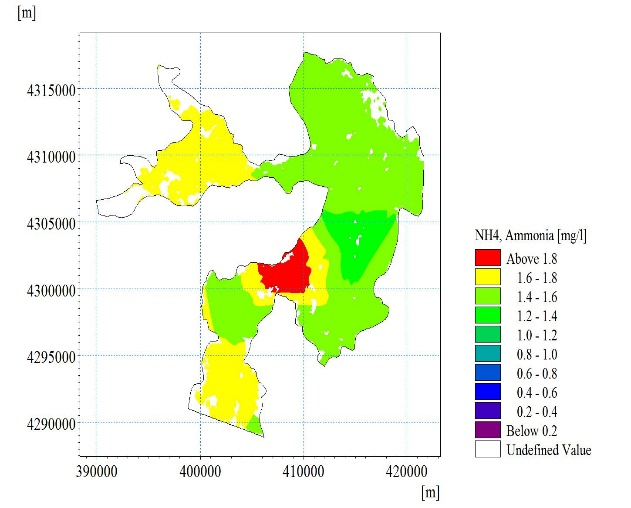 [m]
4315000
4310000
4305000
4300000
4295000
4290000
390000 400000 410000 420000
[m]
NH4, Ammonia [mg/l]
Above 1.8
1.6 - 1.8
1.4 - 1.6
1.2 - 1.4
1.0 - 1.2
0.8 - 1.0
0.6 - 0.8
0.4 - 0.6
0.2 - 0.4
Below 0.2
Undefined Value